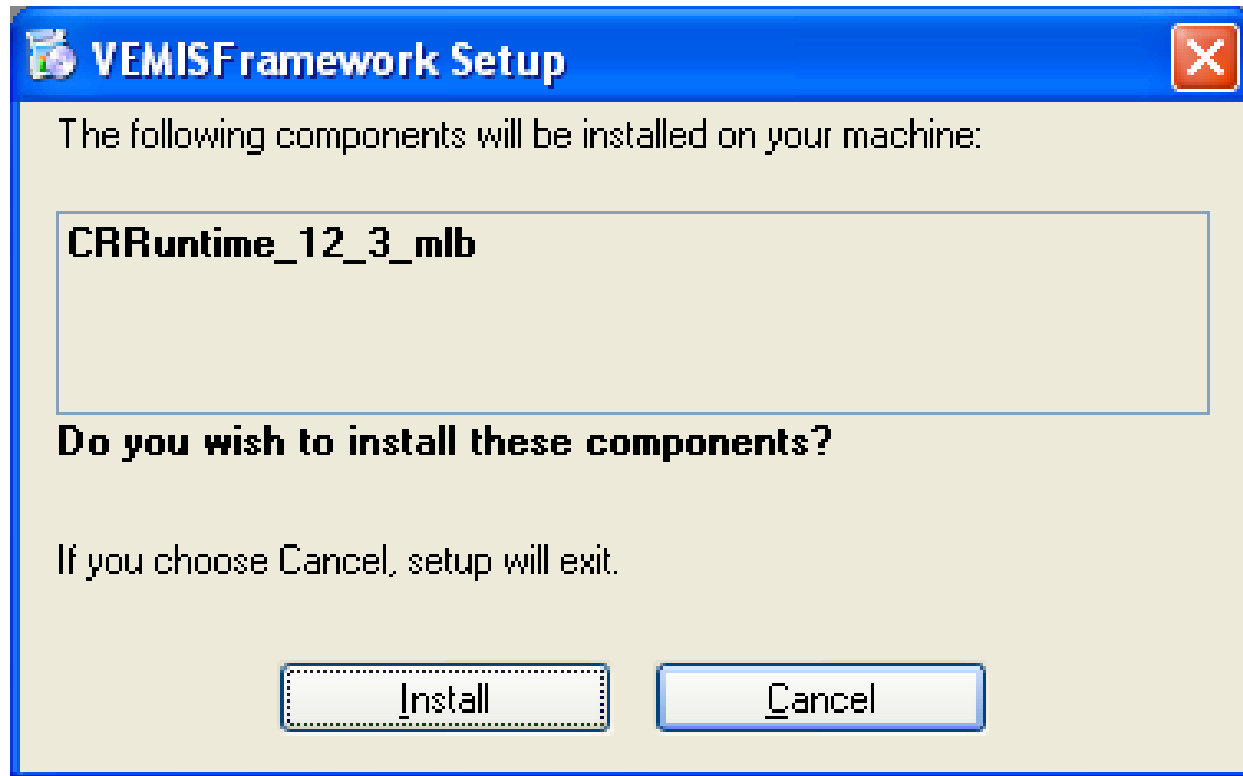 VEMISFramework Setup
The following components will be installed on your machine:
CRRuntime_12_3_mlb
Do you wish to install these components?
If you choose Cancel, setup will exit.
Install
Cancel